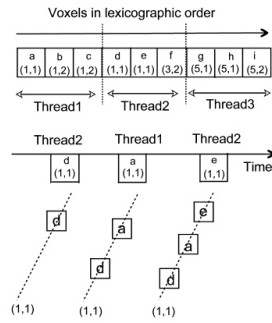 Voxels in lexicographic order
a b c d e f g h i
(1,1) (1,2) (1,2) (1,1) (1,1) (3,2) (5,1) (5,1) (5,2)
Thread1 Thread2 Thread3
Thread2 Thread1 Thread2
d a e
(1,1) (1,1) (1,1)
Time
e
d a a
d d
(1,1) (1,1) (1,1)